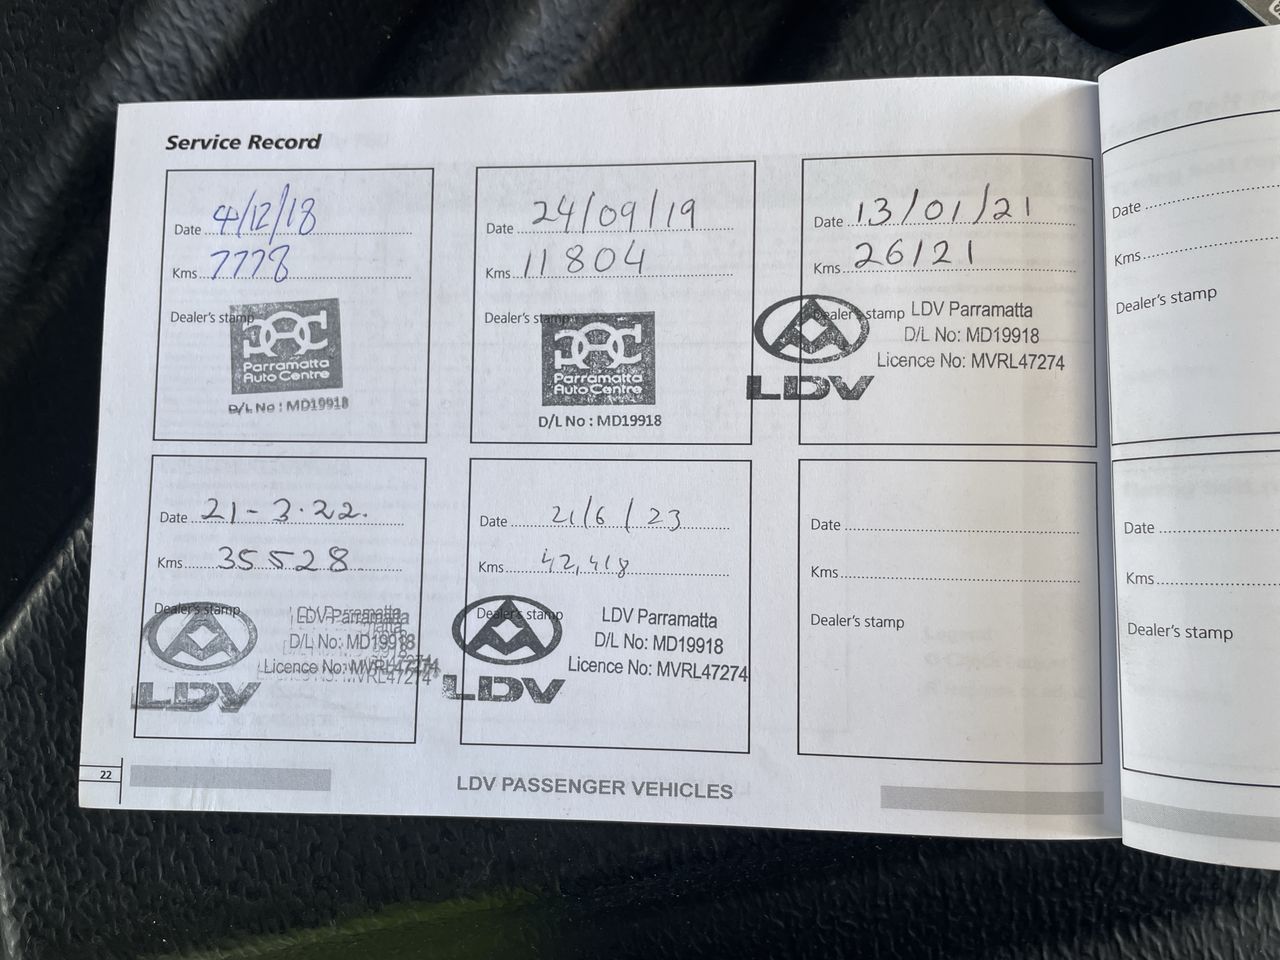 Service Record
Date 4/12/18
Kms 7778
Dealer's stamp
Parramatta
Auto Centre
D/L No : MD19918
Date 24/09/19
Kms 11804
Dealer's stamp
Parramatta
Auto Centre
D/L No : MD19918
Date 13/01/21
Kms 26121
Dealer's stamp
LDV Parramatta
D/L No: MD19918
Licence No: MVRL47274
LDV
Date 21-3.22.
Kms 35528
Dealer's stamp
LDV Parramatta
D/L No: MD19918
Licence No: MVRL47274
LDV
Date 21/6/23
Kms 42,418
Dealer's stamp
LDV Parramatta
D/L No: MD19918
Licence No: MVRL47274
LDV
Date
Kms
Dealer's stamp
22
LDV PASSENGER VEHICLES
Date
Kms
Dealer's stamp
Date
Kms
Dealer's stamp